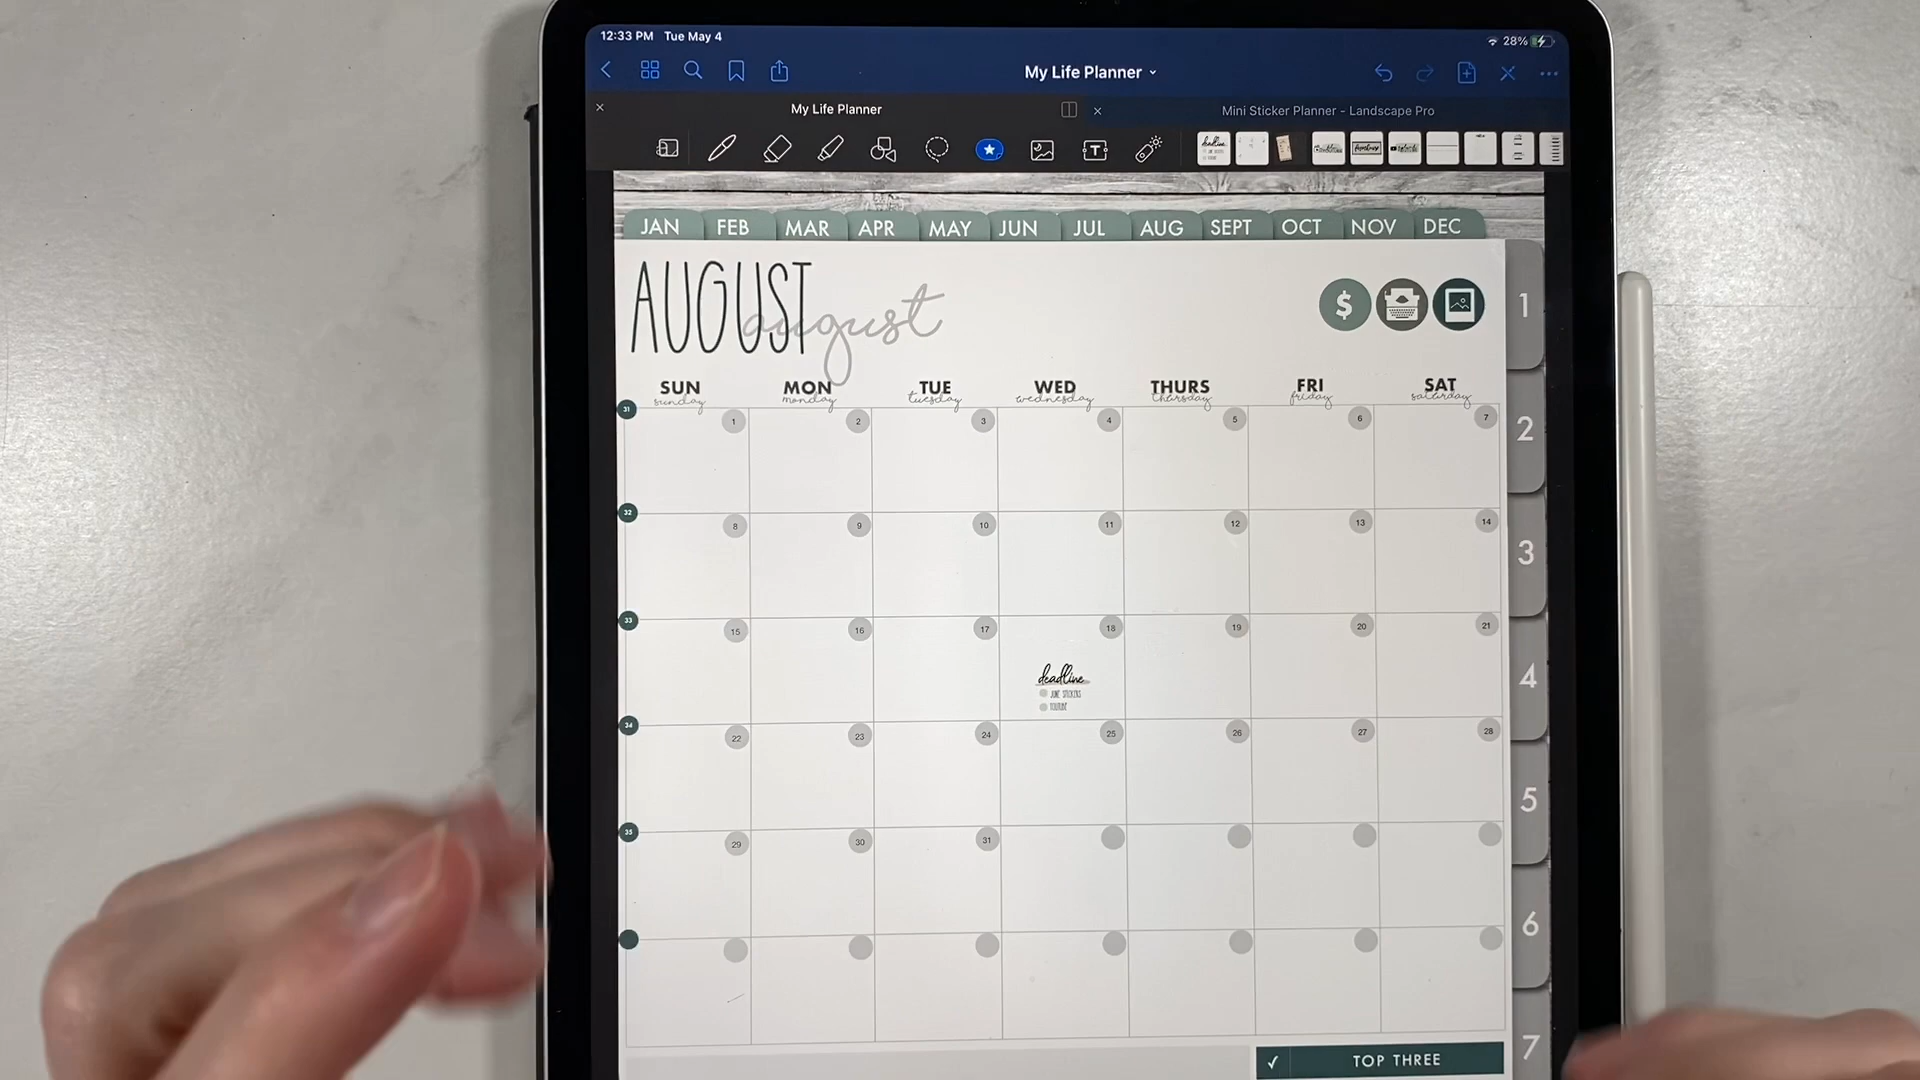 12:33 PM Tue May 4
28%
My Life Planner
My Life Planner
Mini Sticker Planner - Landscape Pro
T
deadline
JAN FEB MAR APR MAY JUN JUL AUG SEPT OCT NOV DEC
AUGUST august
$
1
SUN MON TUE WED THURS FRI SAT
sunday monday tuesday wednesday thursday friday saturday
31 1 2 3 4 5 6 7
2
32 8 9 10 11 12 13 14
3
33 15 16 17 18 19 20 21
deadline
JUNE STICKERS
YOUTUBE
4
34 22 23 24 25 26 27 28
5
35 29 30 31
6
7
TOP THREE